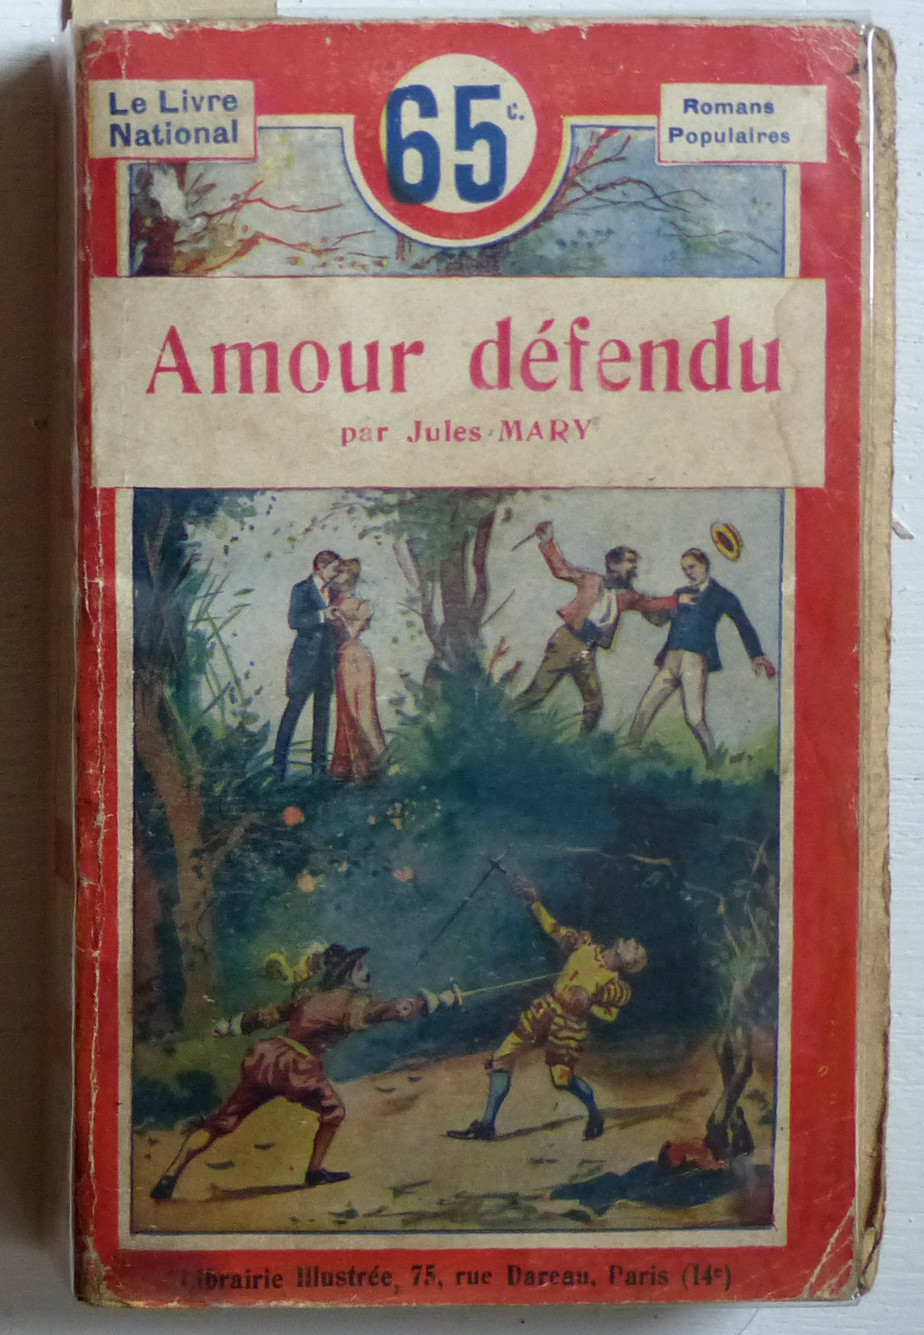 Le Livre
National
65 c.
Romans
Populaires
Amour défendu
par Jules MARY
Librairie Illustrée, 75, rue Dareau, Paris (14e)